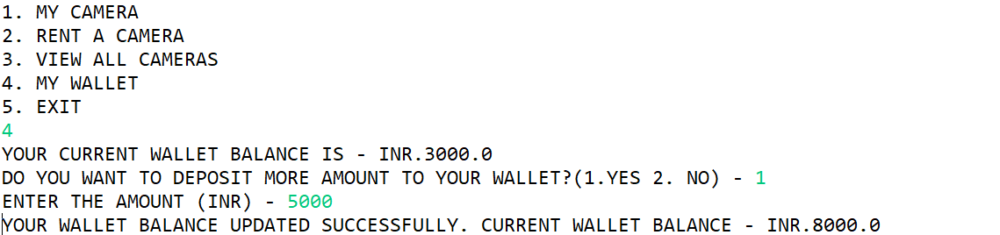 1. MY CAMERA
2. RENT A CAMERA
3. VIEW ALL CAMERAS
4. MY WALLET
5. EXIT
4
YOUR CURRENT WALLET BALANCE IS - INR.3000.0
DO YOU WANT TO DEPOSIT MORE AMOUNT TO YOUR WALLET?(1.YES 2. NO) - 1
ENTER THE AMOUNT (INR) - 5000
YOUR WALLET BALANCE UPDATED SUCCESSFULLY. CURRENT WALLET BALANCE - INR.8000.0